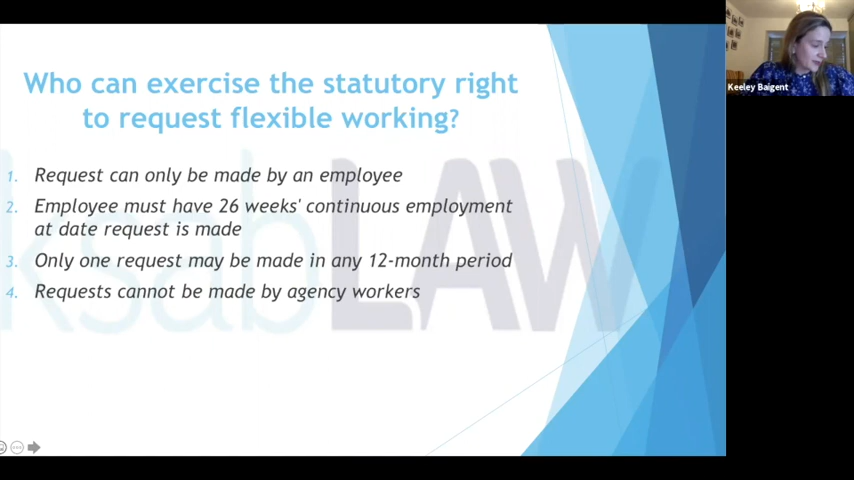 Who can exercise the statutory right
to request flexible working?
1. Request can only be made by an employee
2. Employee must have 26 weeks' continuous employment
at date request is made
3. Only one request may be made in any 12-month period
4. Requests cannot be made by agency workers
ksabLAW
Keeley Baigent